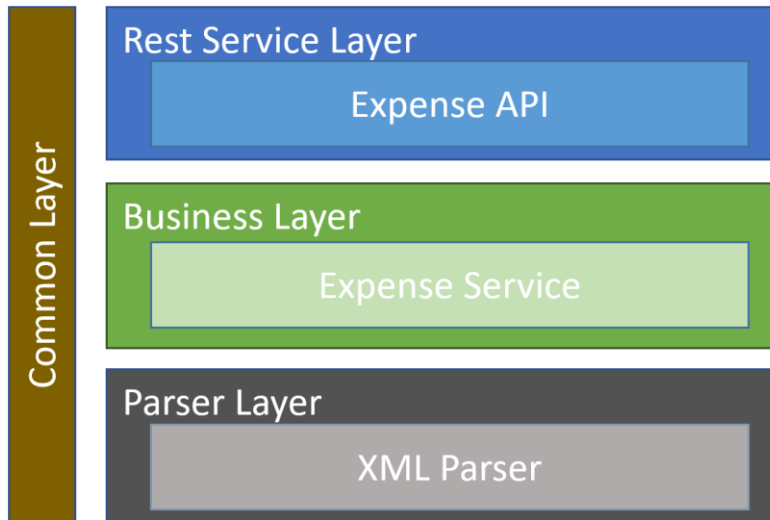 Common Layer
Rest Service Layer
Expense API
Business Layer
Expense Service
Parser Layer
XML Parser